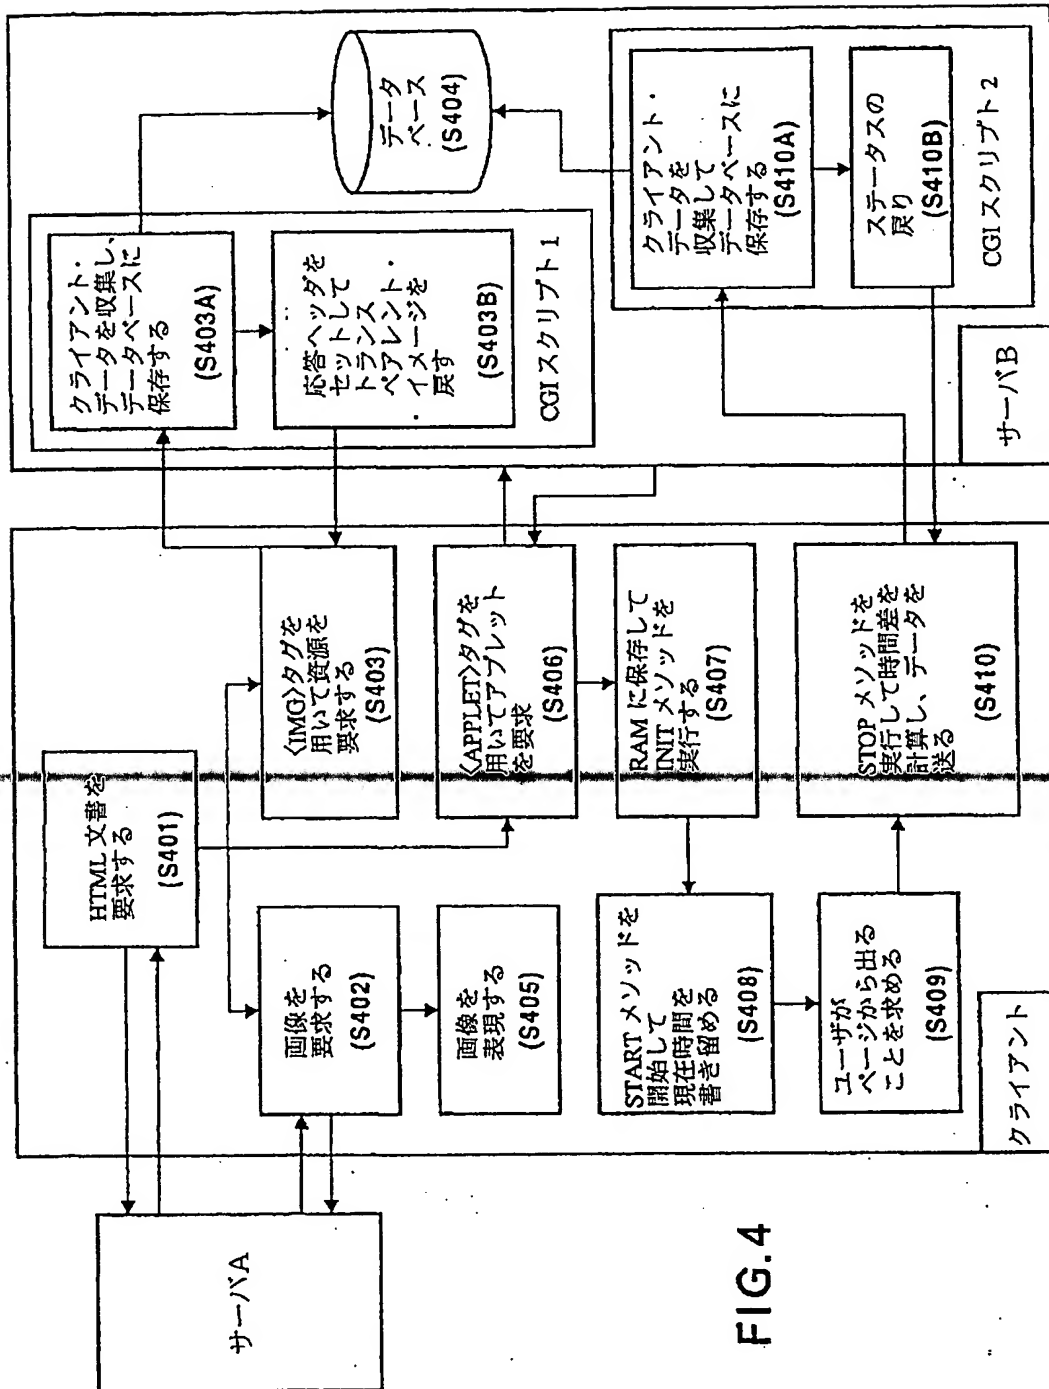 サーバA
HTML 文書を
要求する
(S401)
画像を
要求する
(S402)
画像を
表現する
(S405)
〈IMG〉タグを
用いて資源を
要求する
(S403)
〈APPLET〉タグを
用いてアプレット
を要求
(S406)
RAM に保存して
INIT メソッドを
実行する
(S407)
START メソッドを
開始して
現在時間を
書き留める
(S408)
ユーザが
ページから出る
ことを求める
(S409)
STOP メソッドを
実行して時間差を
計算し、データを
送る
(S410)
クライアント
クライアント・
データを収集し、
データベースに
保存する
(S403A)
応答ヘッダを
セットして
トランス
ペアレント・
イメージを
戻す
(S403B)
CGI スクリプト 1
データ
ベース
(S404)
クライアント・
データを
収集して
データベースに
保存する
(S410A)
ステータスの
戻り
(S410B)
CGI スクリプト 2
サーバB
FIG.4